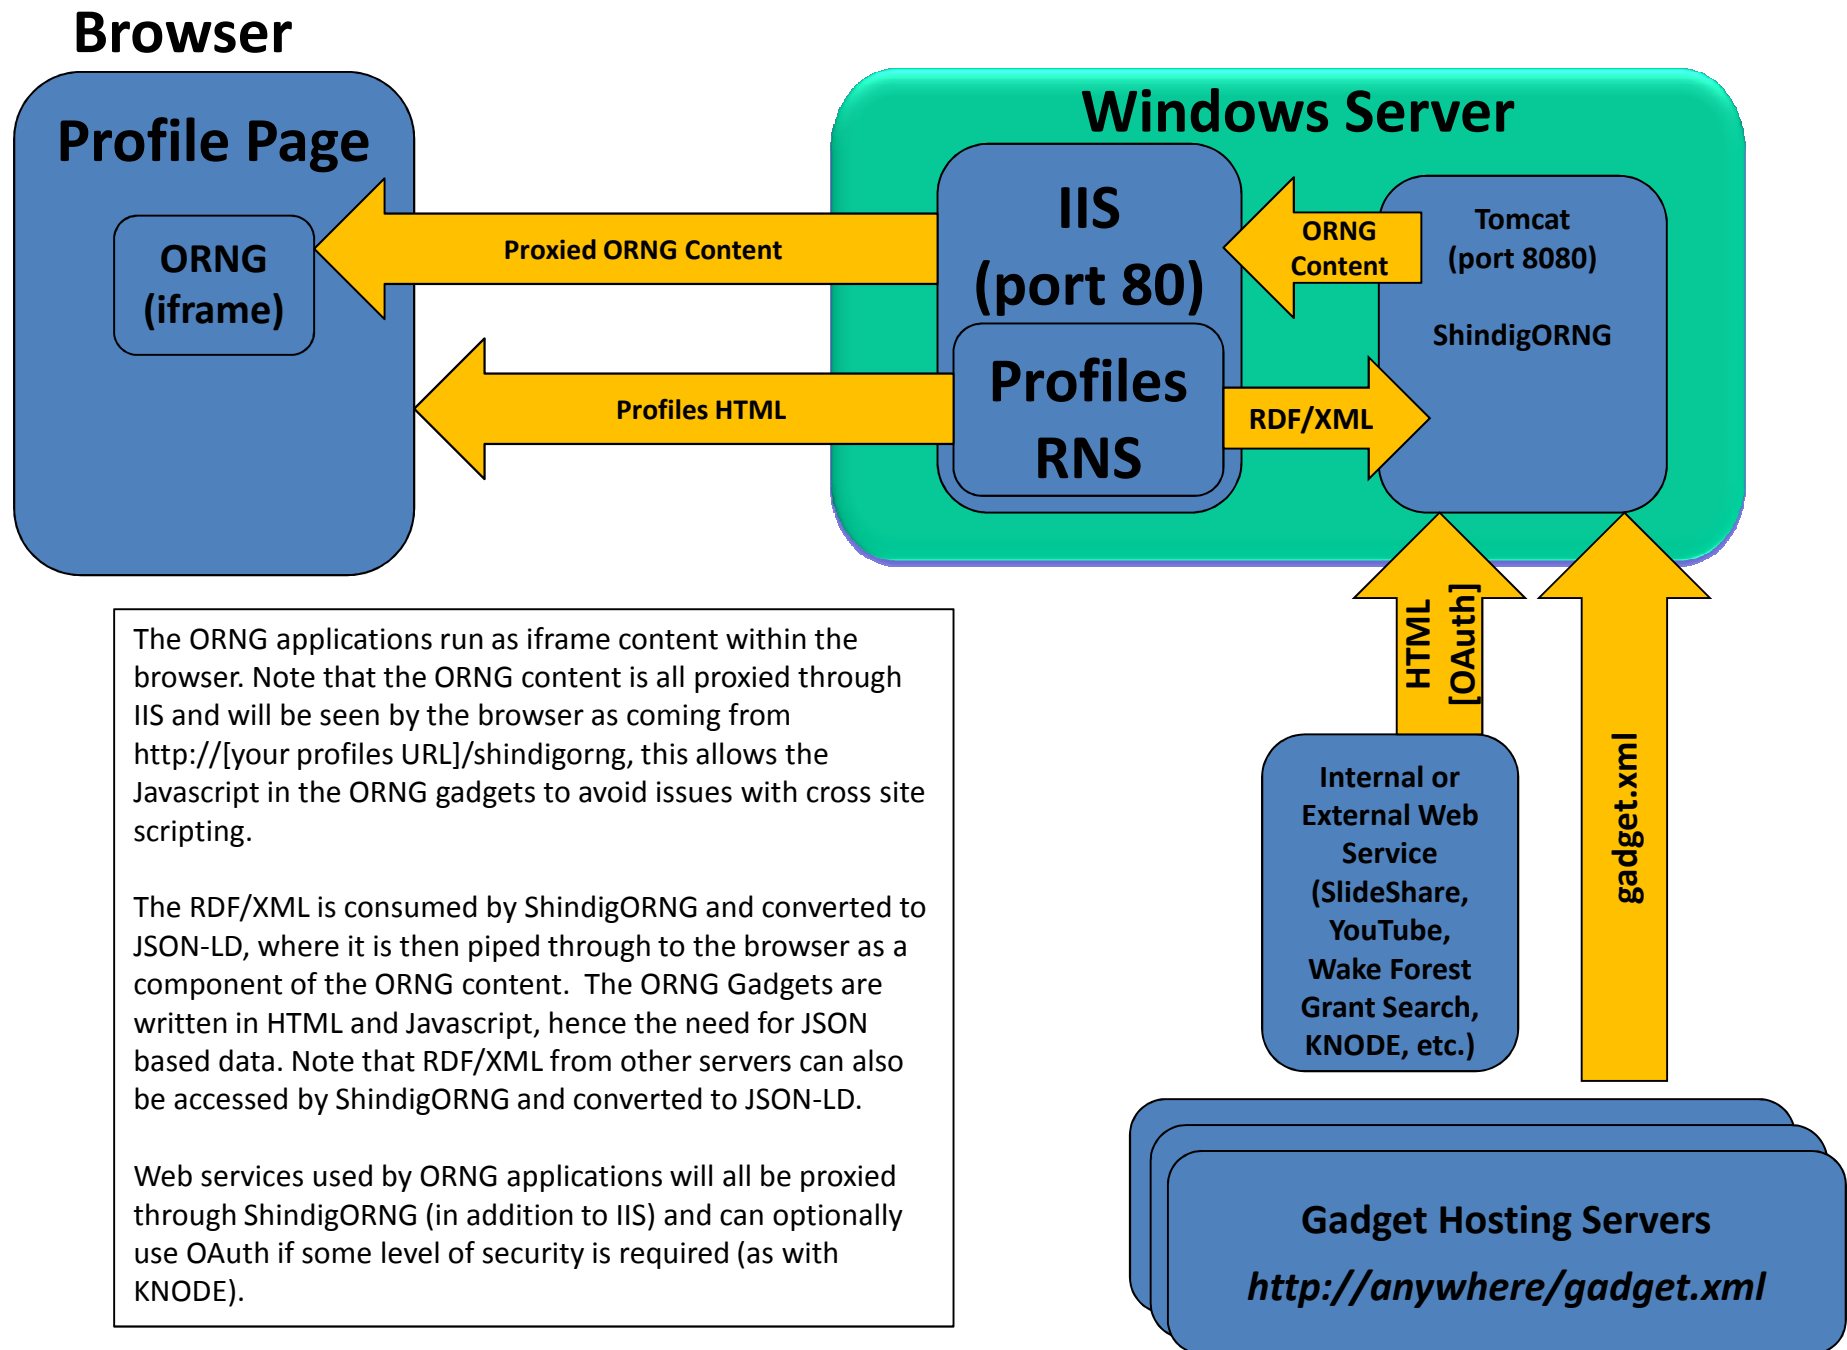 Browser
Profile Page
ORNG
(iframe)
Proxied ORNG Content
Profiles HTML
Windows Server
IIS
(port 80)
Profiles
RNS
ORNG
Content
RDF/XML
Tomcat
(port 8080)
ShindigORNG
HTML
[OAuth]
gadget.xml
Internal or
External Web
Service
(SlideShare,
YouTube,
Wake Forest
Grant Search,
KNODE, etc.)
Gadget Hosting Servers
http://anywhere/gadget.xml
The ORNG applications run as iframe content within the
browser. Note that the ORNG content is all proxied through
IIS and will be seen by the browser as coming from
http://[your profiles URL]/shindigorng, this allows the
Javascript in the ORNG gadgets to avoid issues with cross site
scripting.
The RDF/XML is consumed by ShindigORNG and converted to
JSON-LD, where it is then piped through to the browser as a
component of the ORNG content.  The ORNG Gadgets are
written in HTML and Javascript, hence the need for JSON
based data. Note that RDF/XML from other servers can also
be accessed by ShindigORNG and converted to JSON-LD.
Web services used by ORNG applications will all be proxied
through ShindigORNG (in addition to IIS) and can optionally
use OAuth if some level of security is required (as with
KNODE).